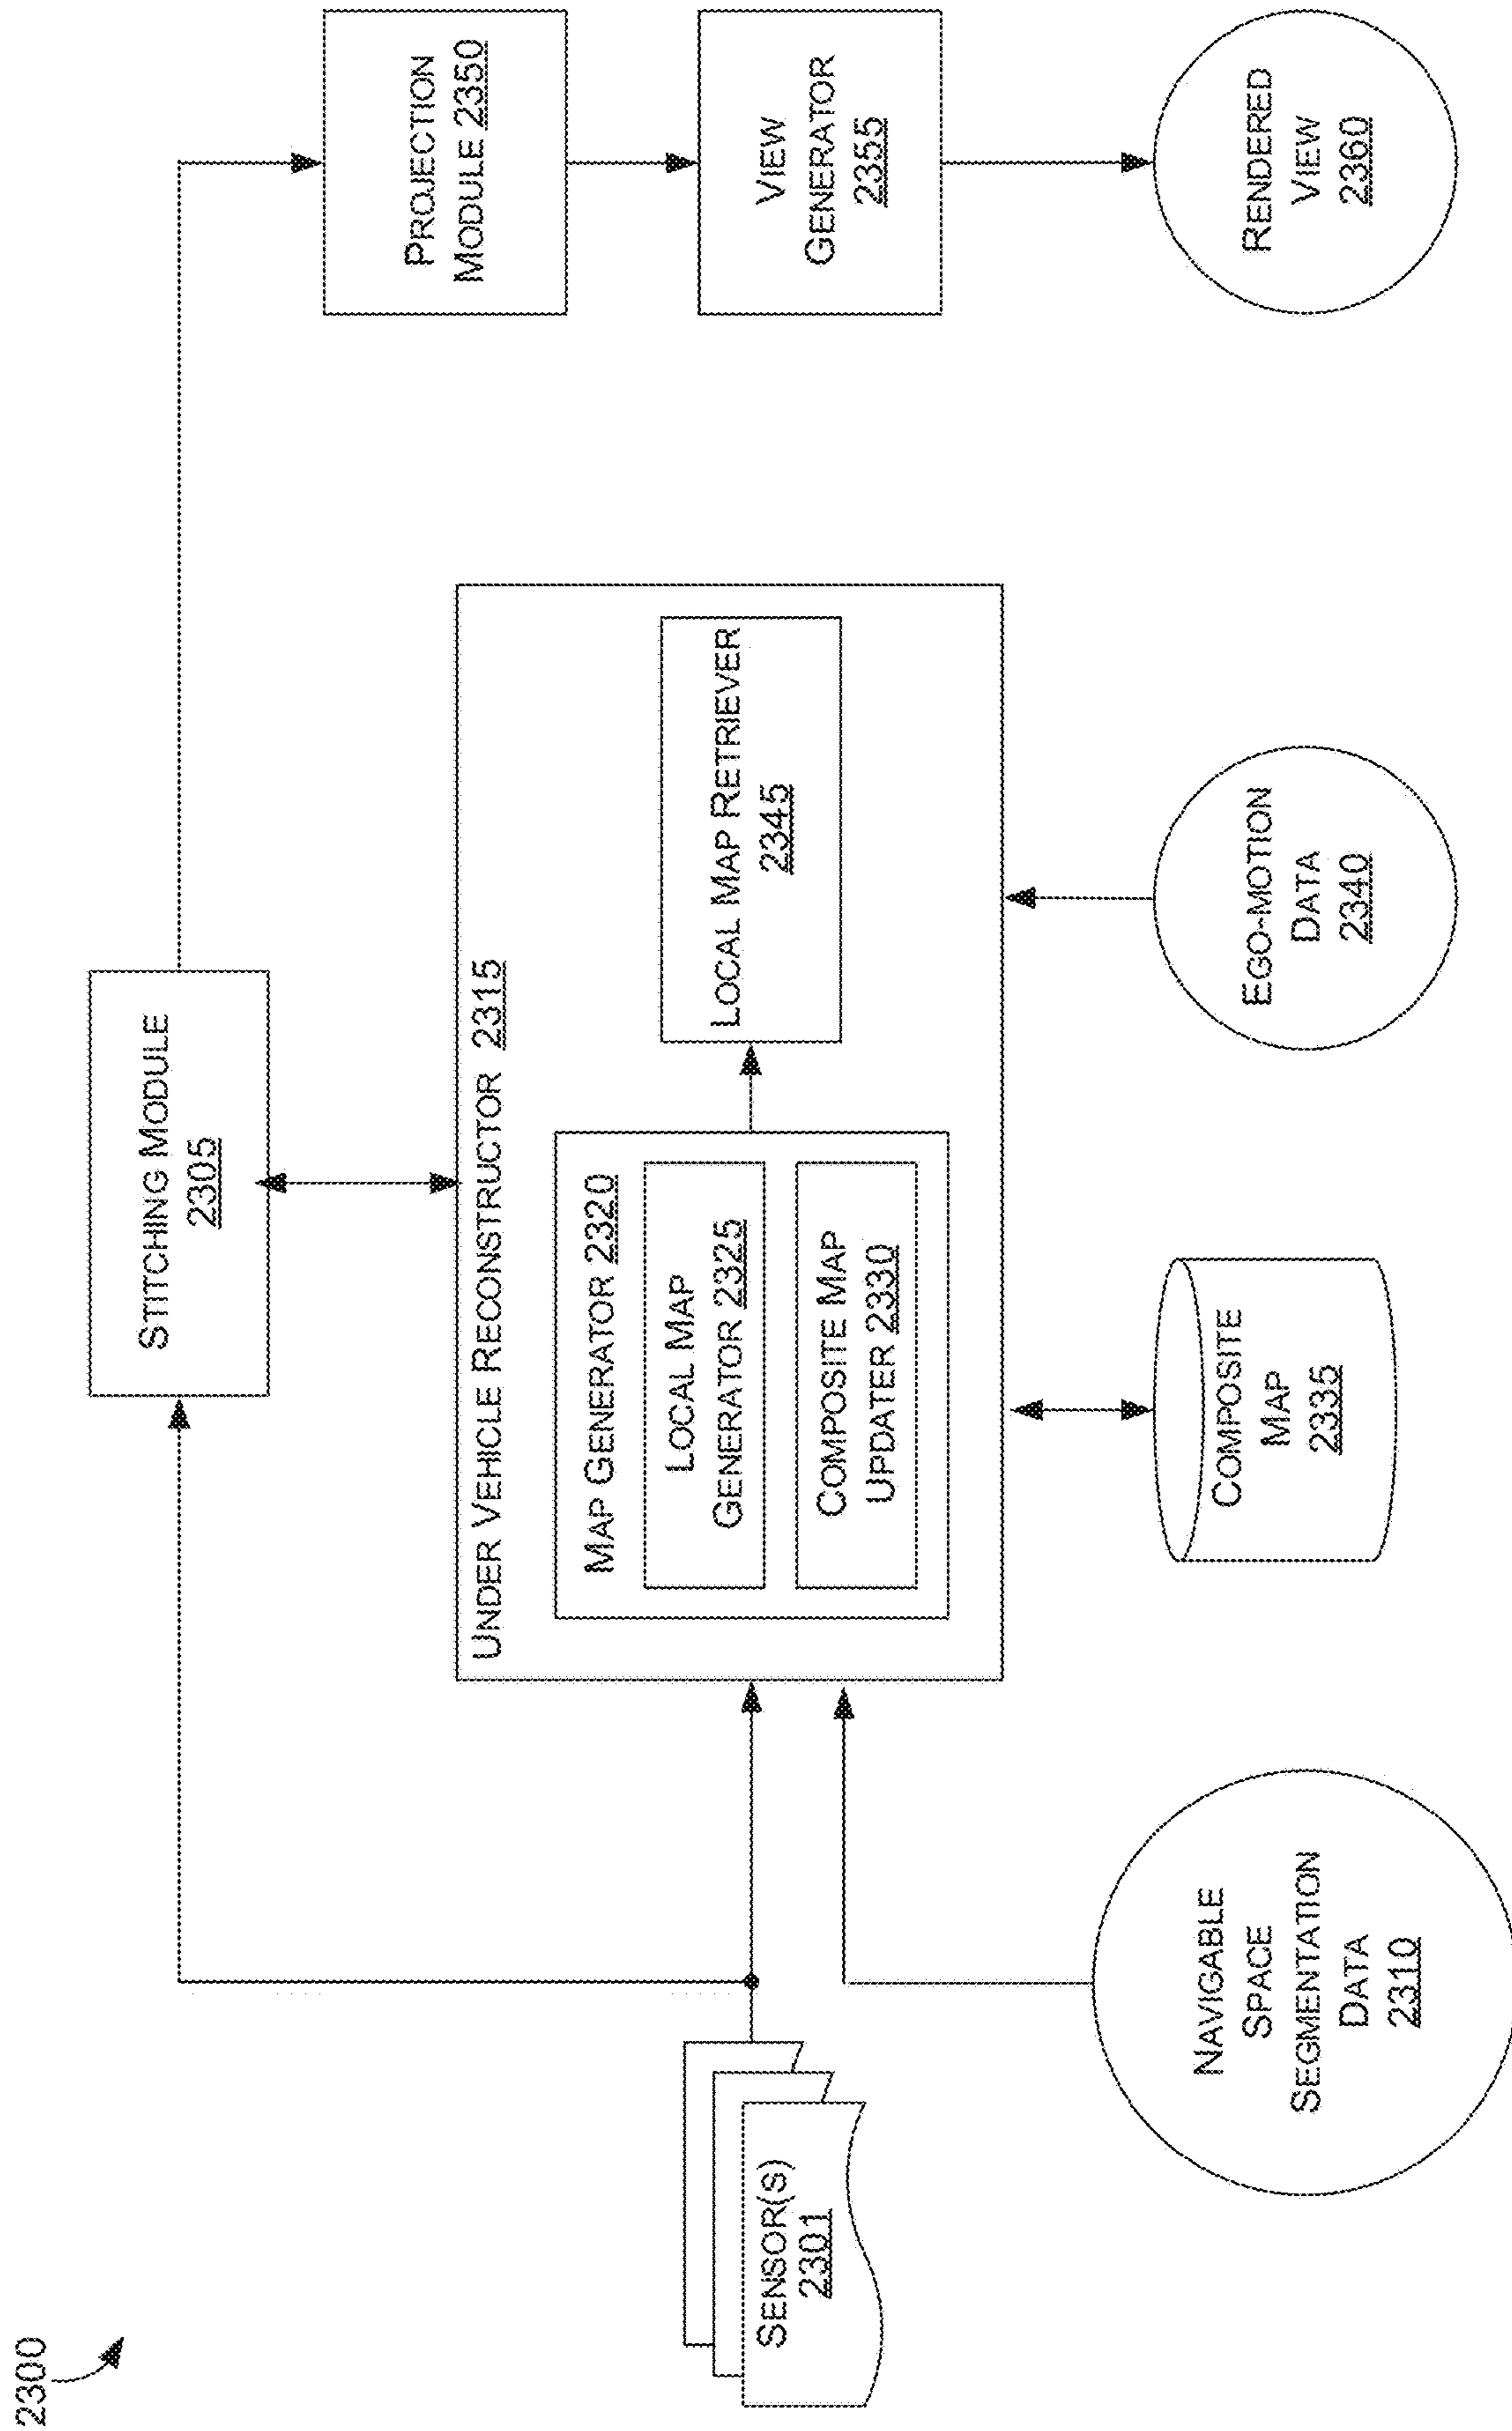 2300
STITCHING MODULE
2305
PROJECTION
MODULE 2350
UNDER VEHICLE RECONSTRUCTOR 2315
MAP GENERATOR 2320
LOCAL MAP
GENERATOR 2325
COMPOSITE MAP
UPDATER 2330
LOCAL MAP RETRIEVER
2345
VIEW
GENERATOR
2355
SENSOR(S)
2301
NAVIGABLE
SPACE
SEGMENTATION
DATA
2310
COMPOSITE
MAP
2335
EGO-MOTION
DATA
2340
RENDERED
VIEW
2360